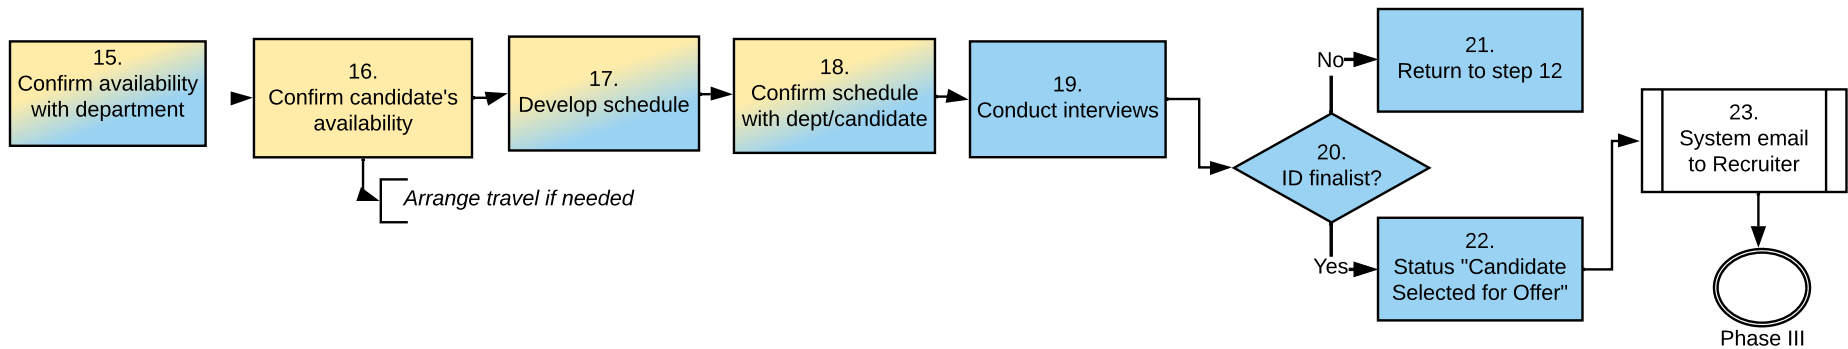 15.
Confirm availability
with department
16.
Confirm candidate's
availability
Arrange travel if needed
17.
Develop schedule
18.
Confirm schedule
with dept/candidate
19.
Conduct interviews
20.
ID finalist?
No
21.
Return to step 12
Yes
22.
Status "Candidate
Selected for Offer"
23.
System email
to Recruiter
Phase III